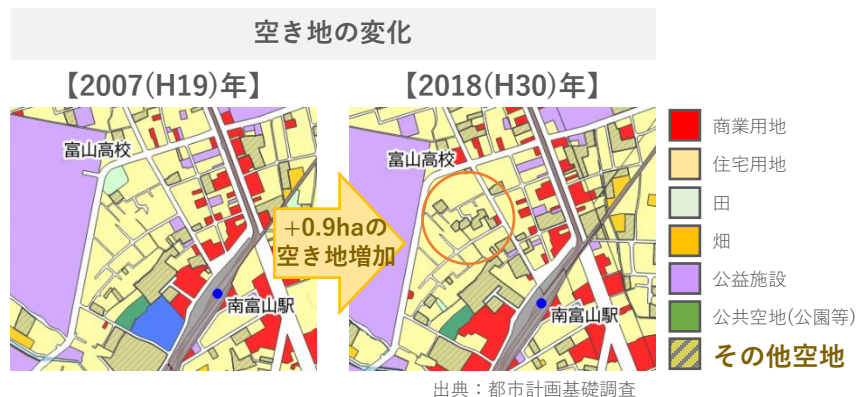 空き地の変化
【2007(H19)年】
【2018(H30)年】
富山高校
南富山駅
+0.9haの
空き地増加
富山高校
南富山駅
商業用地
住宅用地
田
畑
公益施設
公共空地(公園等)
その他空地
出典：都市計画基礎調査